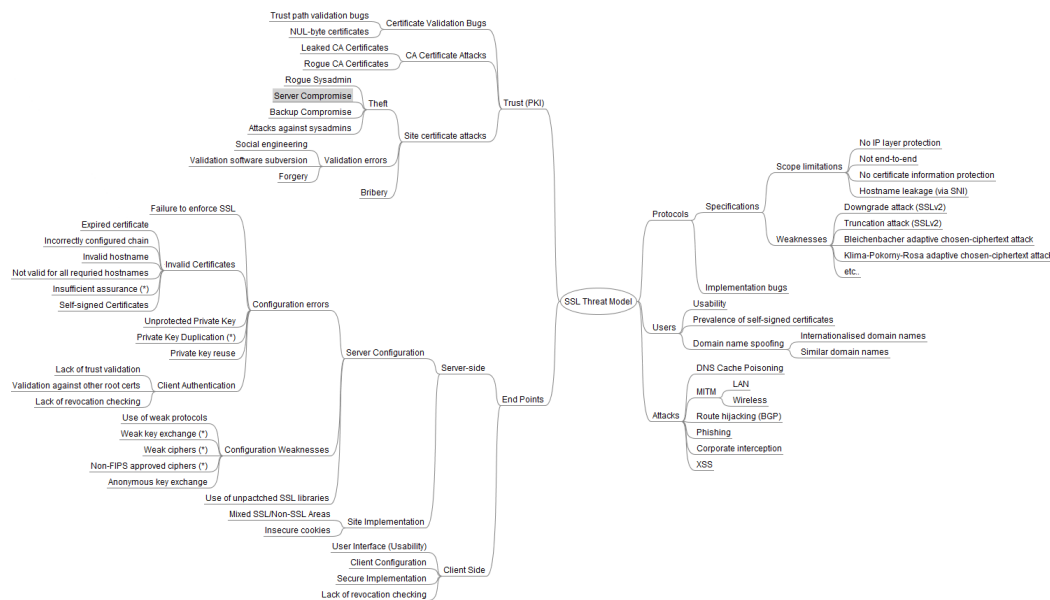 Trust path validation bugs
NUL-byte certificates
Certificate Validation Bugs
Leaked CA Certificates
Rogue CA Certificates
CA Certificate Attacks
Rogue Sysadmin
Server Compromise
Backup Compromise
Attacks against sysadmins
Theft
Social engineering
Validation software subversion
Forgery
Validation errors
Bribery
Site certificate attacks
Trust (PKI)
Failure to enforce SSL
Expired certificate
Incorrectly configured chain
Invalid hostname
Not valid for all requried hostnames
Insufficient assurance (*)
Self-signed Certificates
Invalid Certificates
Unprotected Private Key
Private Key Duplication (*)
Private key reuse
Lack of trust validation
Validation against other root certs
Lack of revocation checking
Client Authentication
Configuration errors
Use of weak protocols
Weak key exchange (*)
Weak ciphers (*)
Non-FIPS approved ciphers (*)
Anonymous key exchange
Configuration Weaknesses
Use of unpactched SSL libraries
Server Configuration
Mixed SSL/Non-SSL Areas
Insecure cookies
Site Implementation
Server-side
User Interface (Usability)
Client Configuration
Secure Implementation
Lack of revocation checking
Client Side
End Points
SSL Threat Model
Protocols
Specifications
Scope limitations
No IP layer protection
Not end-to-end
No certificate information protection
Hostname leakage (via SNI)
Weaknesses
Downgrade attack (SSLv2)
Truncation attack (SSLv2)
Bleichenbacher adaptive chosen-ciphertext attack
Klima-Pokorny-Rosa adaptive chosen-ciphertext attack
etc..
Implementation bugs
Users
Usability
Prevalence of self-signed certificates
Domain name spoofing
Internationalised domain names
Similar domain names
Attacks
DNS Cache Poisoning
MITM
LAN
Wireless
Route hijacking (BGP)
Phishing
Corporate interception
XSS